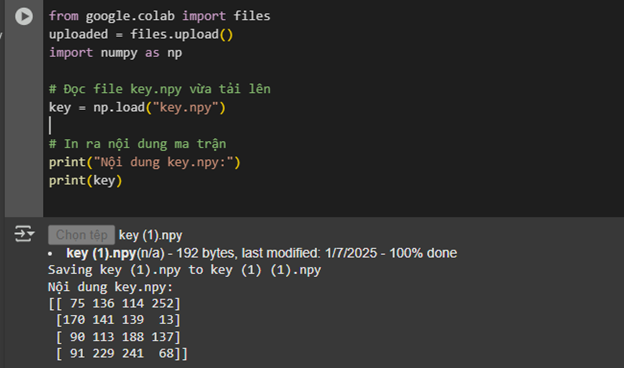 from google.colab import files
uploaded = files.upload()
import numpy as np
# Đọc file key.npy vừa tải lên
key = np.load("key.npy")
# In ra nội dung ma trận
print("Nội dung key.npy:")
print(key)
Chọn tệp key (1).npy
• key (1).npy(n/a) - 192 bytes, last modified: 1/7/2025 - 100% done
Saving key (1).npy to key (1) (1).npy
Nội dung key.npy:
[[ 75 136 114 252]
 [170 141 139  13]
 [ 90 113 188 137]
 [ 91 229 241  68]]